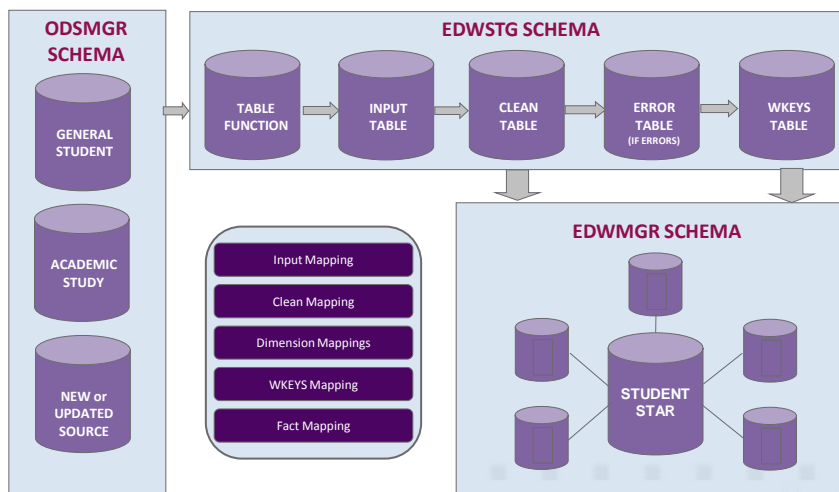 ODSMGR
SCHEMA
GENERAL
STUDENT
ACADEMIC
STUDY
NEW or
UPDATED
SOURCE
EDWSTG SCHEMA
TABLE
FUNCTION
INPUT
TABLE
CLEAN
TABLE
ERROR
TABLE
(IF ERRORS)
WKEYS
TABLE
Input Mapping
Clean Mapping
Dimension Mappings
WKEYS Mapping
Fact Mapping
EDWMGR SCHEMA
STUDENT
STAR